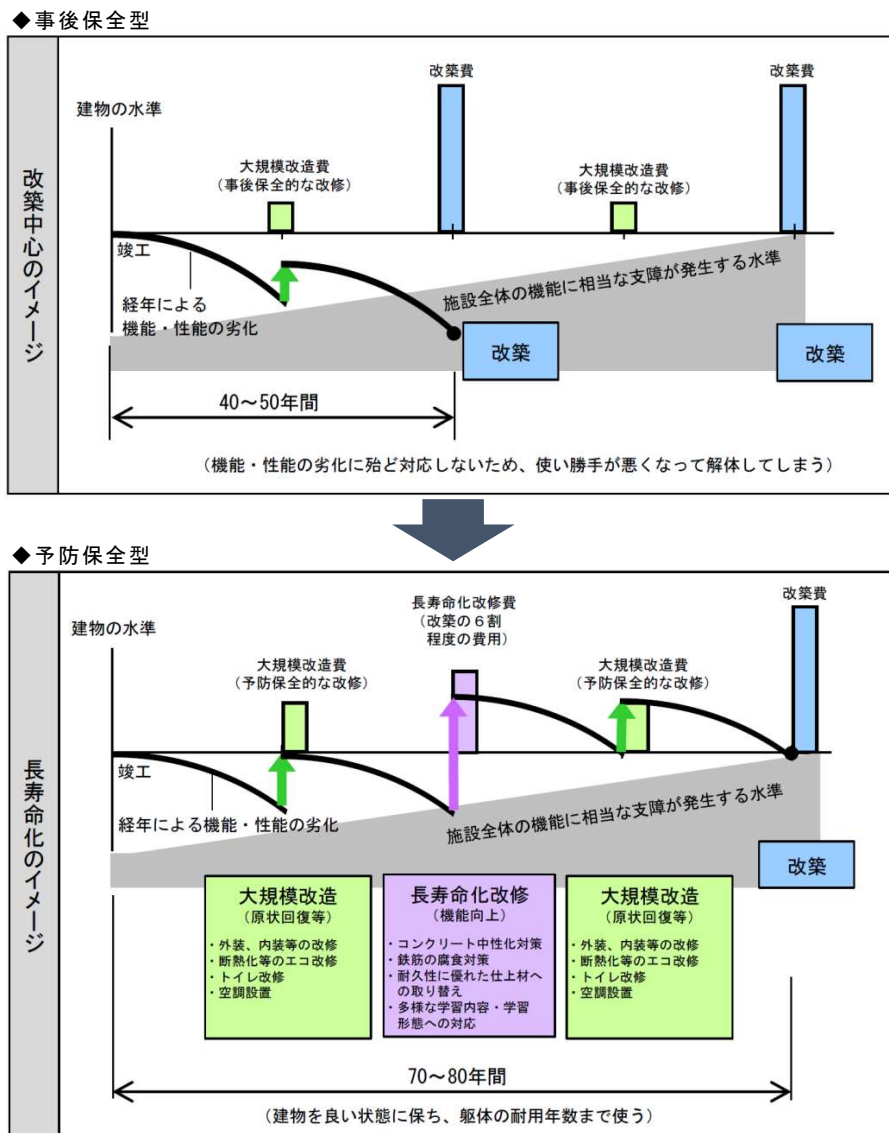 ◆事後保全型
改築中心のイメージ
建物の水準
改築費
改築費
大規模改造費
（事後保全的な改修）
大規模改造費
（事後保全的な改修）
竣工
経年による
機能・性能の劣化
施設全体の機能に相当な支障が発生する水準
改築
改築
40～50年間
（機能・性能の劣化に殆ど対応しないため、使い勝手が悪くなって解体してしまう）
◆予防保全型
長寿命化のイメージ
建物の水準
長寿命化改修費
（改築の６割
程度の費用）
改築費
大規模改造費
（予防保全的な改修）
大規模改造費
（予防保全的な改修）
竣工
経年による機能・性能の劣化
施設全体の機能に相当な支障が発生する水準
改築
大規模改造
（原状回復等）
・外装、内装等の改修
・断熱化等のエコ改修
・トイレ改修
・空調設置
長寿命化改修
（機能向上）
・コンクリート中性化対策
・鉄筋の腐食対策
・耐久性に優れた仕上材へ
の取り替え
・多様な学習内容・学習
形態への対応
大規模改造
（原状回復等）
・外装、内装等の改修
・断熱化等のエコ改修
・トイレ改修
・空調設置
70～80年間
（建物を良い状態に保ち、躯体の耐用年数まで使う）